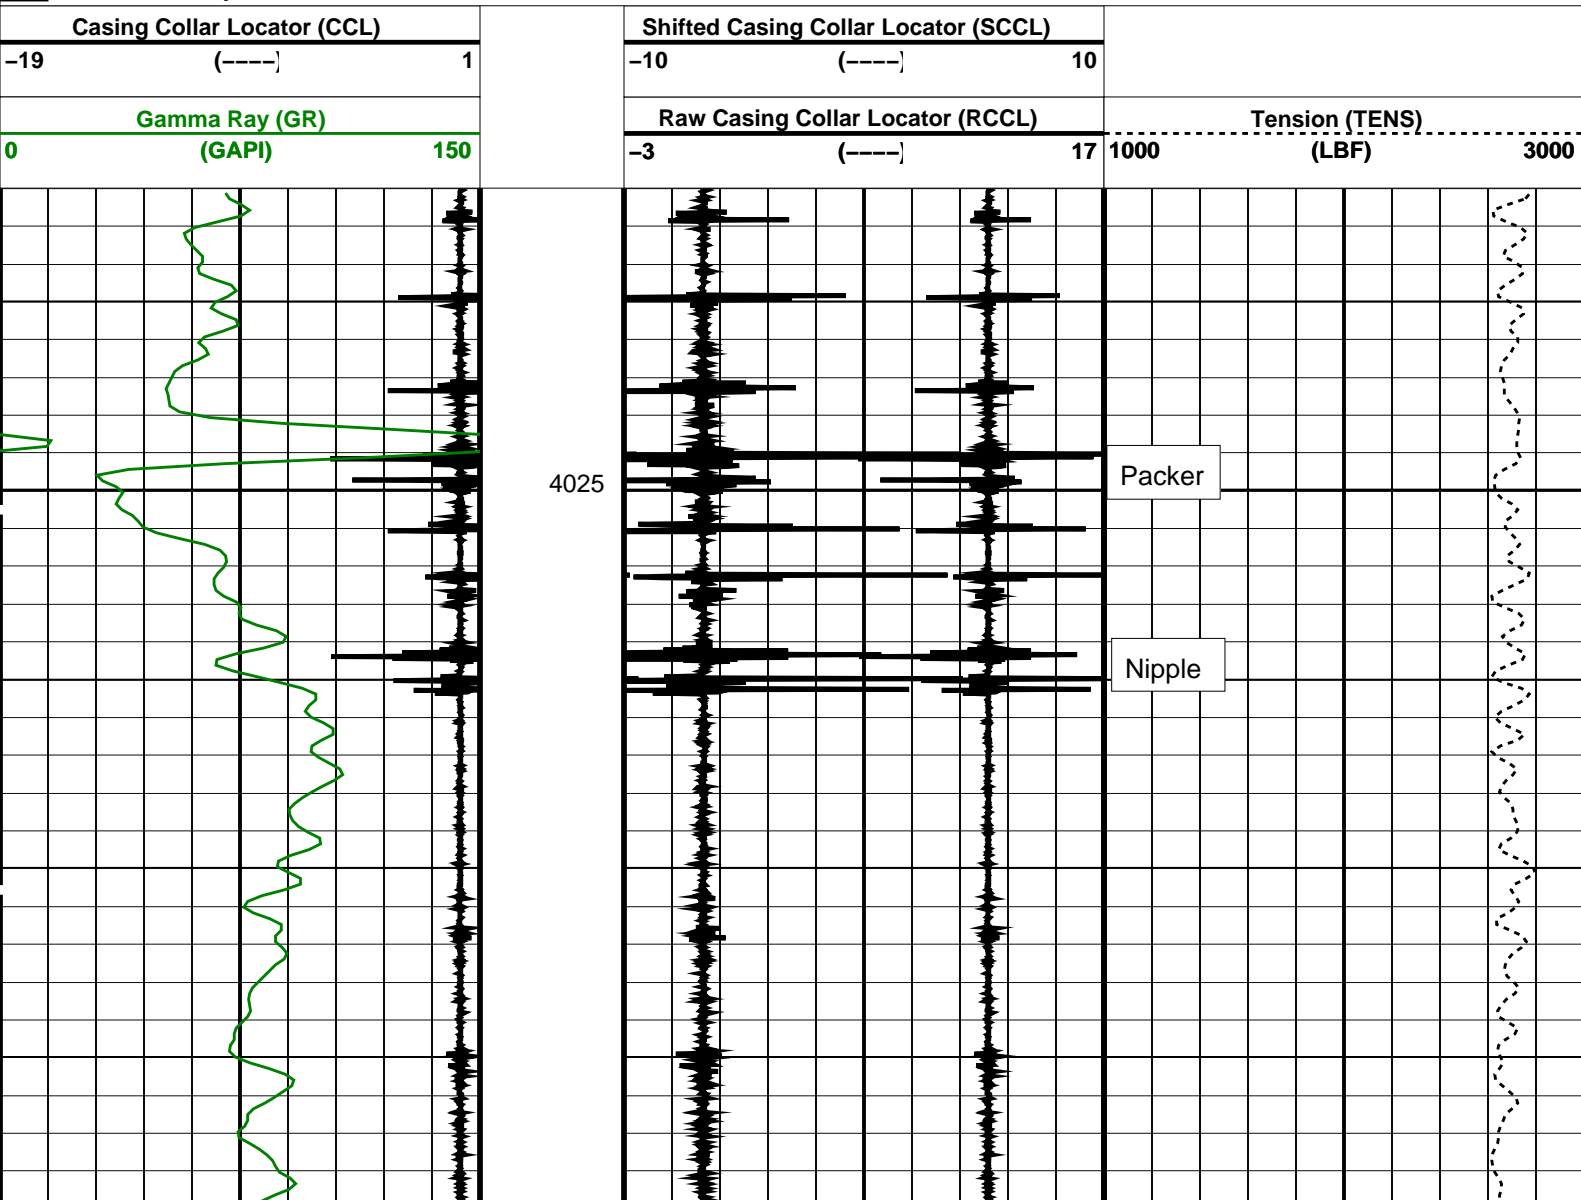 Casing Collar Locator (CCL)
−19 (−−−−) 1
Gamma Ray (GR)
0 (GAPI) 150
Shifted Casing Collar Locator (SCCL)
−10 (−−−−) 10
Raw Casing Collar Locator (RCCL)
−3 (−−−−) 17
Tension (TENS)
1000 (LBF) 3000
4025
Packer
Nipple